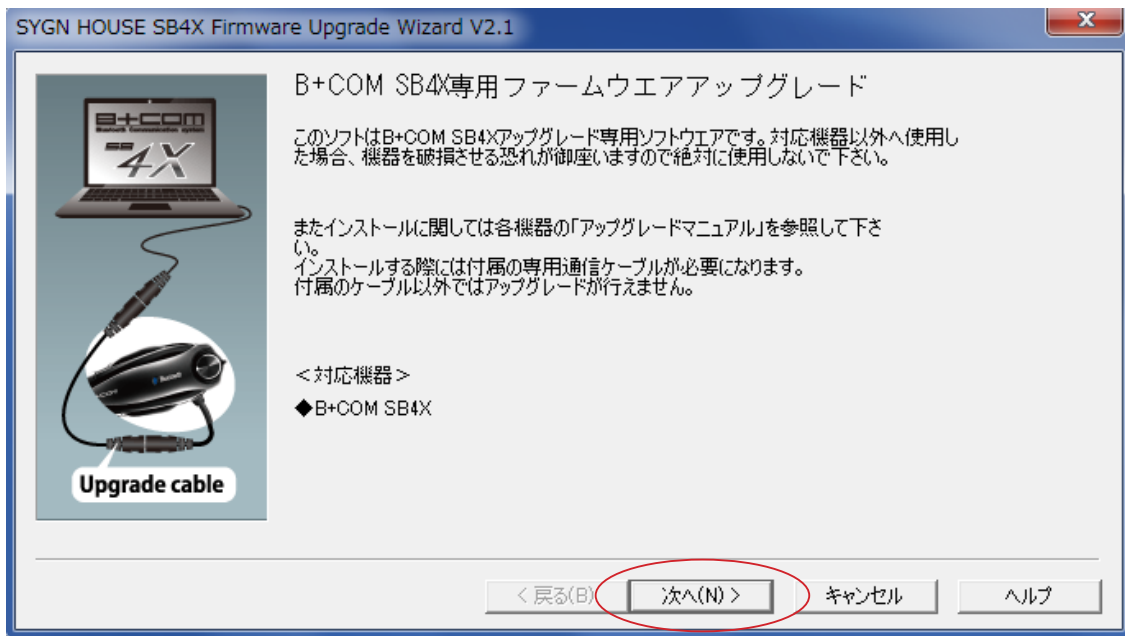 SYGN HOUSE SB4X Firmware Upgrade Wizard V2.1
B+COM
Bluetooth Communication system
SB
4X
Upgrade cable
B+COM SB4X専用ファームウエアアップグレード
このソフトはB+COM SB4Xアップグレード専用ソフトウエアです。対応機器以外へ使用し
た場合、機器を破損させる恐れが御座いますので絶対に使用しないで下さい。
またインストールに関しては各機器の「アップグレードマニュアル」を参照して下さ
い。
インストールする際には付属の専用通信ケーブルが必要になります。
付属のケーブル以外ではアップグレードが行えません。
＜対応機器＞
◆B+COM SB4X
< 戻る(B)
次へ(N) >
キャンセル
ヘルプ